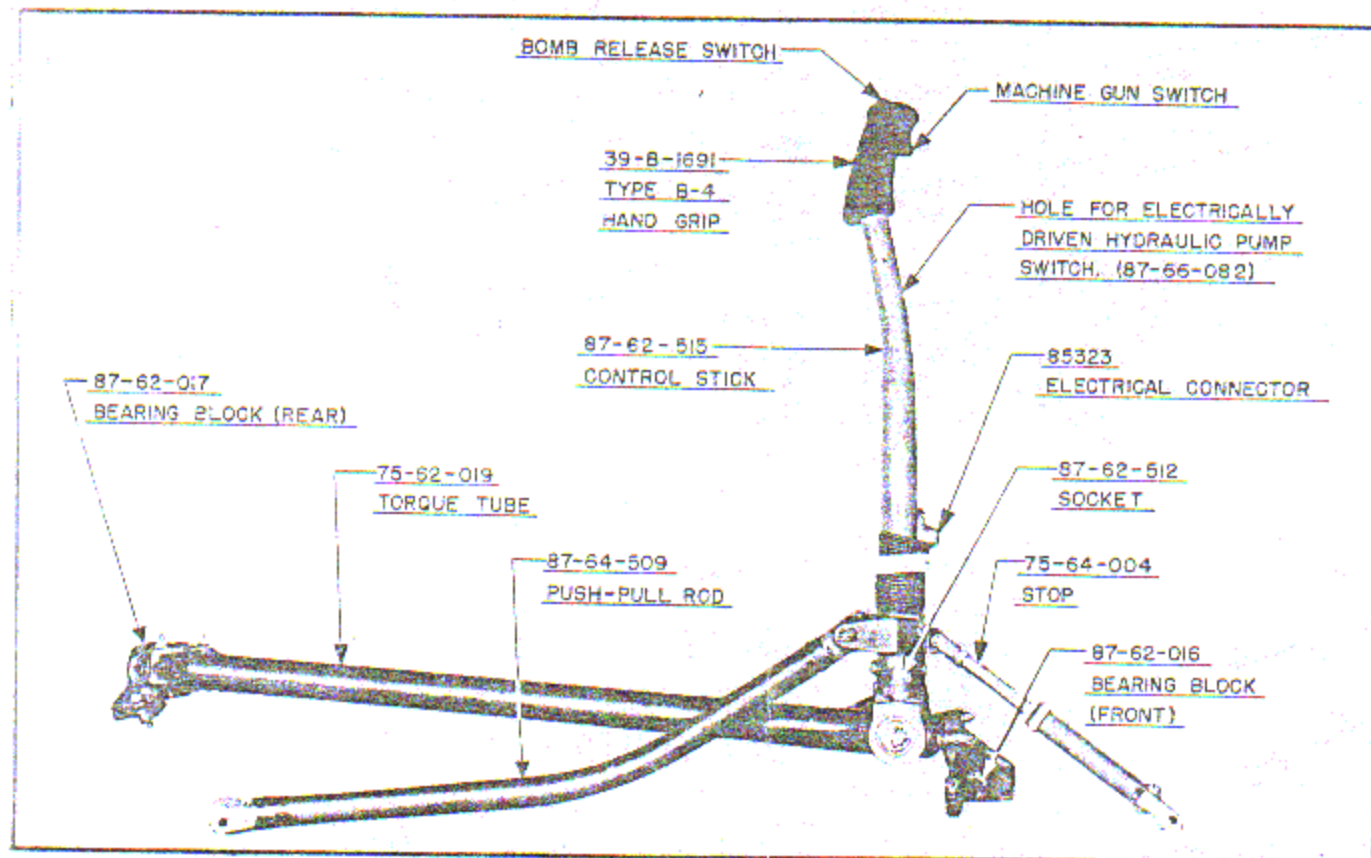 BOMB RELEASE SWITCH
MACHINE GUN SWITCH
39-B-1691
TYPE B-4
HAND GRIP
HOLE FOR ELECTRICALLY
DRIVEN HYDRAULIC PUMP
SWITCH. (87-66-082)
87-62-515
CONTROL STICK
85323
ELECTRICAL CONNECTOR
87-62-017
BEARING BLOCK (REAR)
75-62-019
TORQUE TUBE
87-62-512
SOCKET
87-64-509
PUSH-PULL ROD
75-64-004
STOP
87-62-016
BEARING BLOCK
(FRONT)